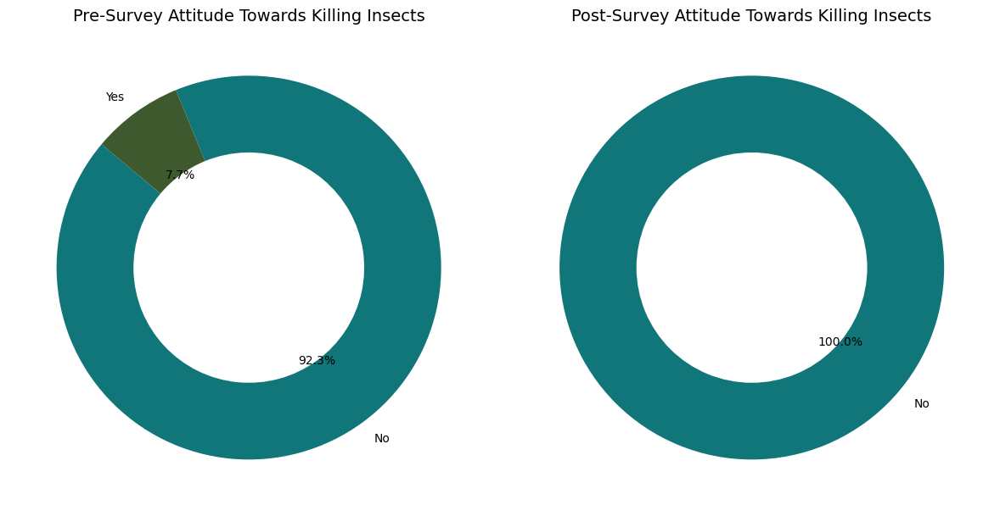 Pre-Survey Attitude Towards Killing Insects
Yes
7.7%
92.3%
No
Post-Survey Attitude Towards Killing Insects
100.0%
No